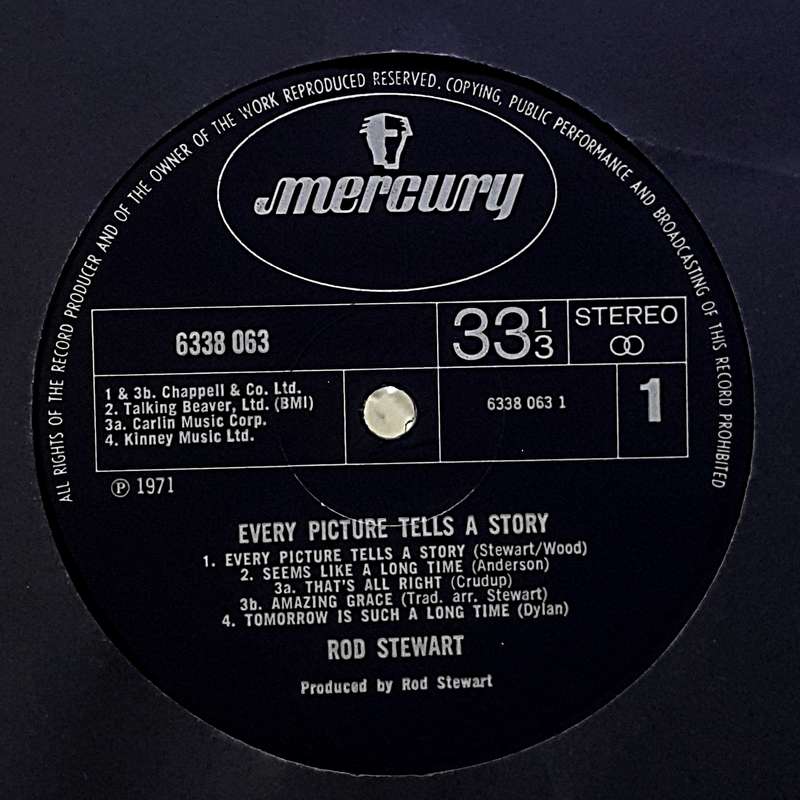 ALL RIGHTS OF THE RECORD PRODUCER AND OF THE OWNER OF THE WORK REPRODUCED RESERVED. COPYING, PUBLIC PERFORMANCE AND BROADCASTING OF THIS RECORD PROHIBITED
mercury
6338 063
33 1/3
STEREO
1 & 3b. Chappell & Co. Ltd.
2. Talking Beaver, Ltd. (BMI)
3a. Carlin Music Corp.
4. Kinney Music Ltd.
6338 063 1
1
℗ 1971
EVERY PICTURE TELLS A STORY
1. EVERY PICTURE TELLS A STORY (Stewart/Wood)
2. SEEMS LIKE A LONG TIME (Anderson)
3a. THAT'S ALL RIGHT (Crudup)
3b. AMAZING GRACE (Trad. arr. Stewart)
4. TOMORROW IS SUCH A LONG TIME (Dylan)
ROD STEWART
Produced by Rod Stewart